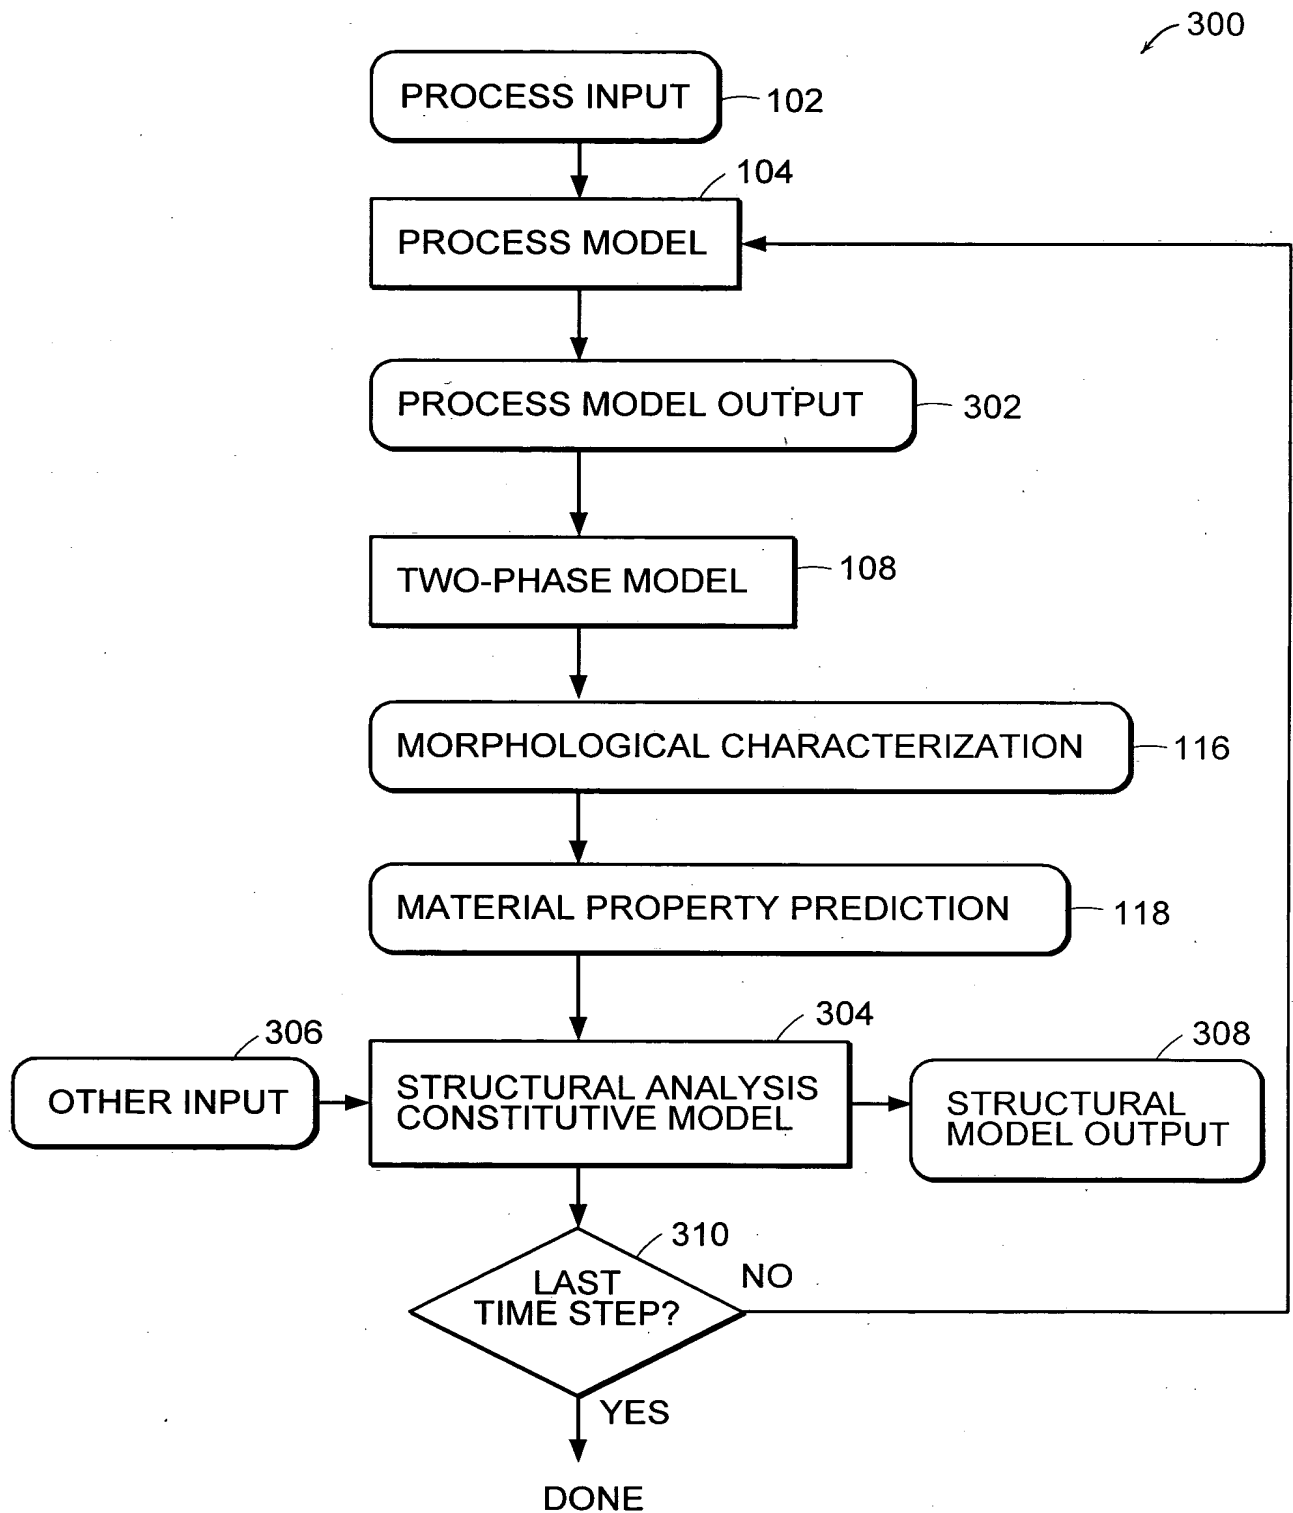 300
PROCESS INPUT
102
104
PROCESS MODEL
PROCESS MODEL OUTPUT
302
TWO-PHASE MODEL
108
MORPHOLOGICAL CHARACTERIZATION
116
MATERIAL PROPERTY PREDICTION
118
306
OTHER INPUT
304
STRUCTURAL ANALYSIS
CONSTITUTIVE MODEL
308
STRUCTURAL
MODEL OUTPUT
310
LAST
TIME STEP?
NO
YES
DONE